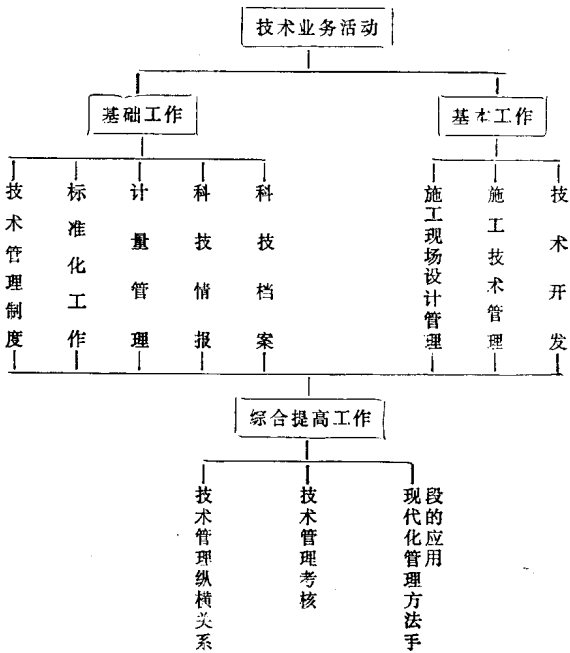 技术业务活动
基础工作
基本工作
技术管理制度
标准化工作
计量管理
科技情报
科技档案
施工现场设计管理
施工技术管理
技术开发
综合提高工作
技术管理纵横关系
技术管理考核
现代化管理方法手
段的应用